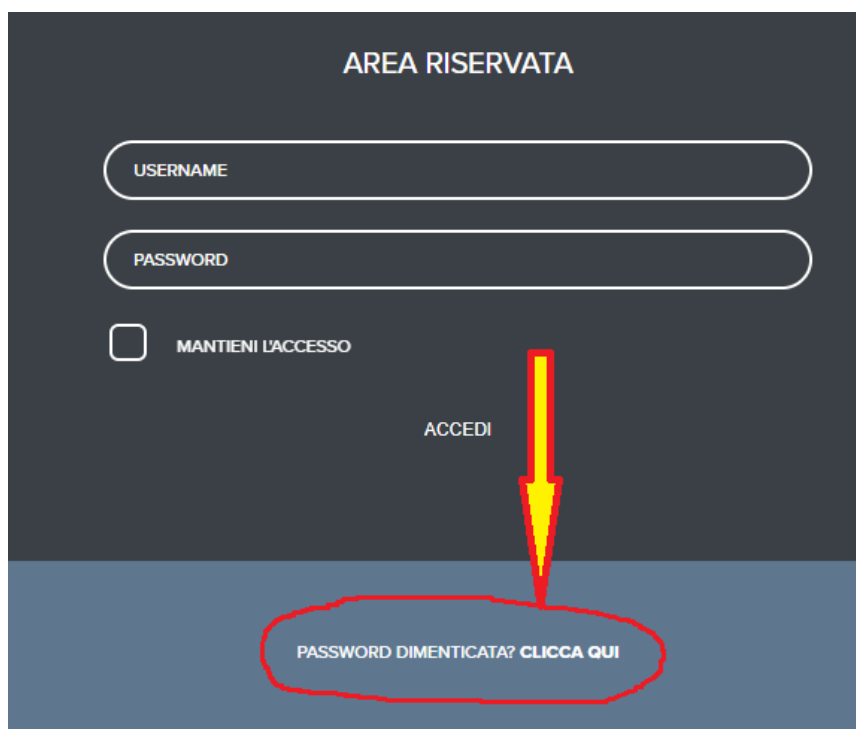 AREA RISERVATA
USERNAME
PASSWORD
MANTIENI L'ACCESSO
ACCEDI
PASSWORD DIMENTICATA? CLICCA QUI